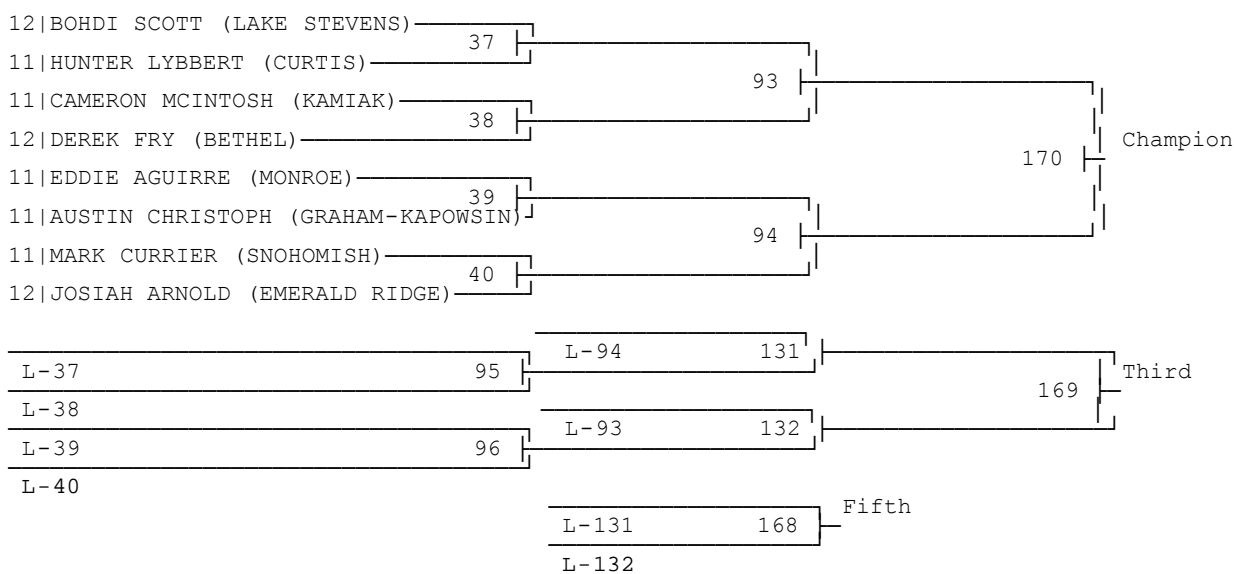 12|BOHDI SCOTT (LAKE STEVENS)
37
11|HUNTER LYBBERT (CURTIS)
93
11|CAMERON MCINTOSH (KAMIAK)
38
12|DEREK FRY (BETHEL)
Champion
170
11|EDDIE AGUIRRE (MONROE)
39
11|AUSTIN CHRISTOPH (GRAHAM-KAPOWSIN)
94
11|MARK CURRIER (SNOHOMISH)
40
12|JOSIAH ARNOLD (EMERALD RIDGE)
L-94 131
L-37 95
Third
169
L-38
L-93 132
L-39 96
L-40
Fifth
L-131 168
L-132